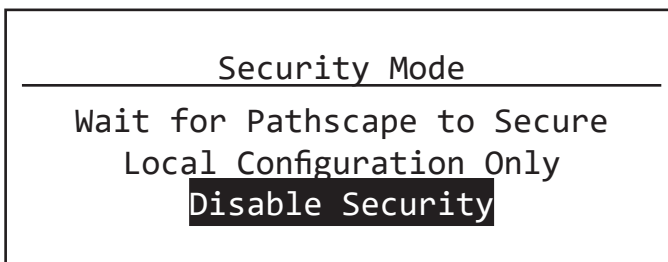 Security Mode
Wait for Pathscape to Secure
Local Configuration Only
Disable Security